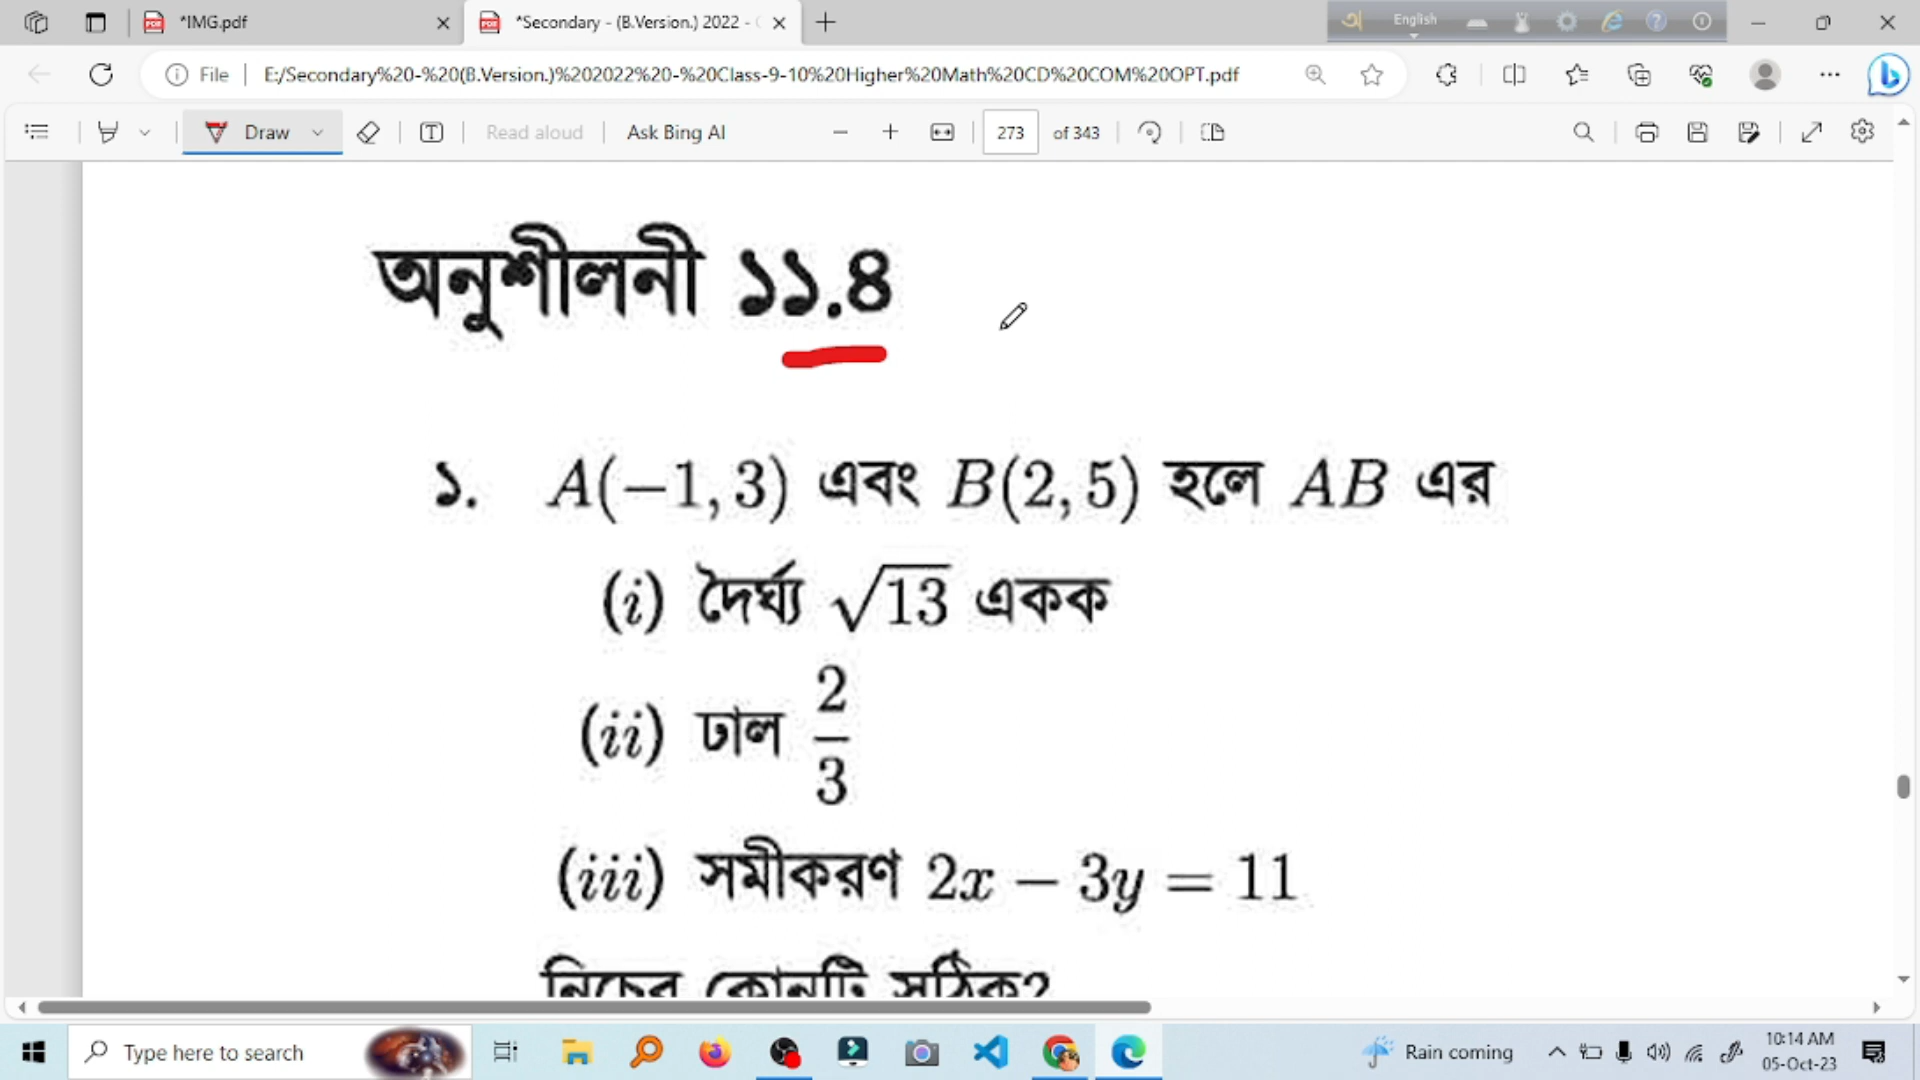 *IMG.pdf
*Secondary - (B.Version.) 2022 -
English
File
E:/Secondary%20-%20(B.Version.)%202022%20-%20Class-9-10%20Higher%20Math%20CD%20COM%20OPT.pdf
Draw
Read aloud
Ask Bing AI
273 of 343
অনুশীলনী ১১.৪
১. A(−1, 3) এবং B(2, 5) হলে AB এর
(i) দৈর্ঘ্য √13 একক
(ii) ঢাল 2/3
(iii) সমীকরণ 2x − 3y = 11
নিচের কোনটি সঠিক?
Type here to search
Rain coming
10:14 AM
05-Oct-23